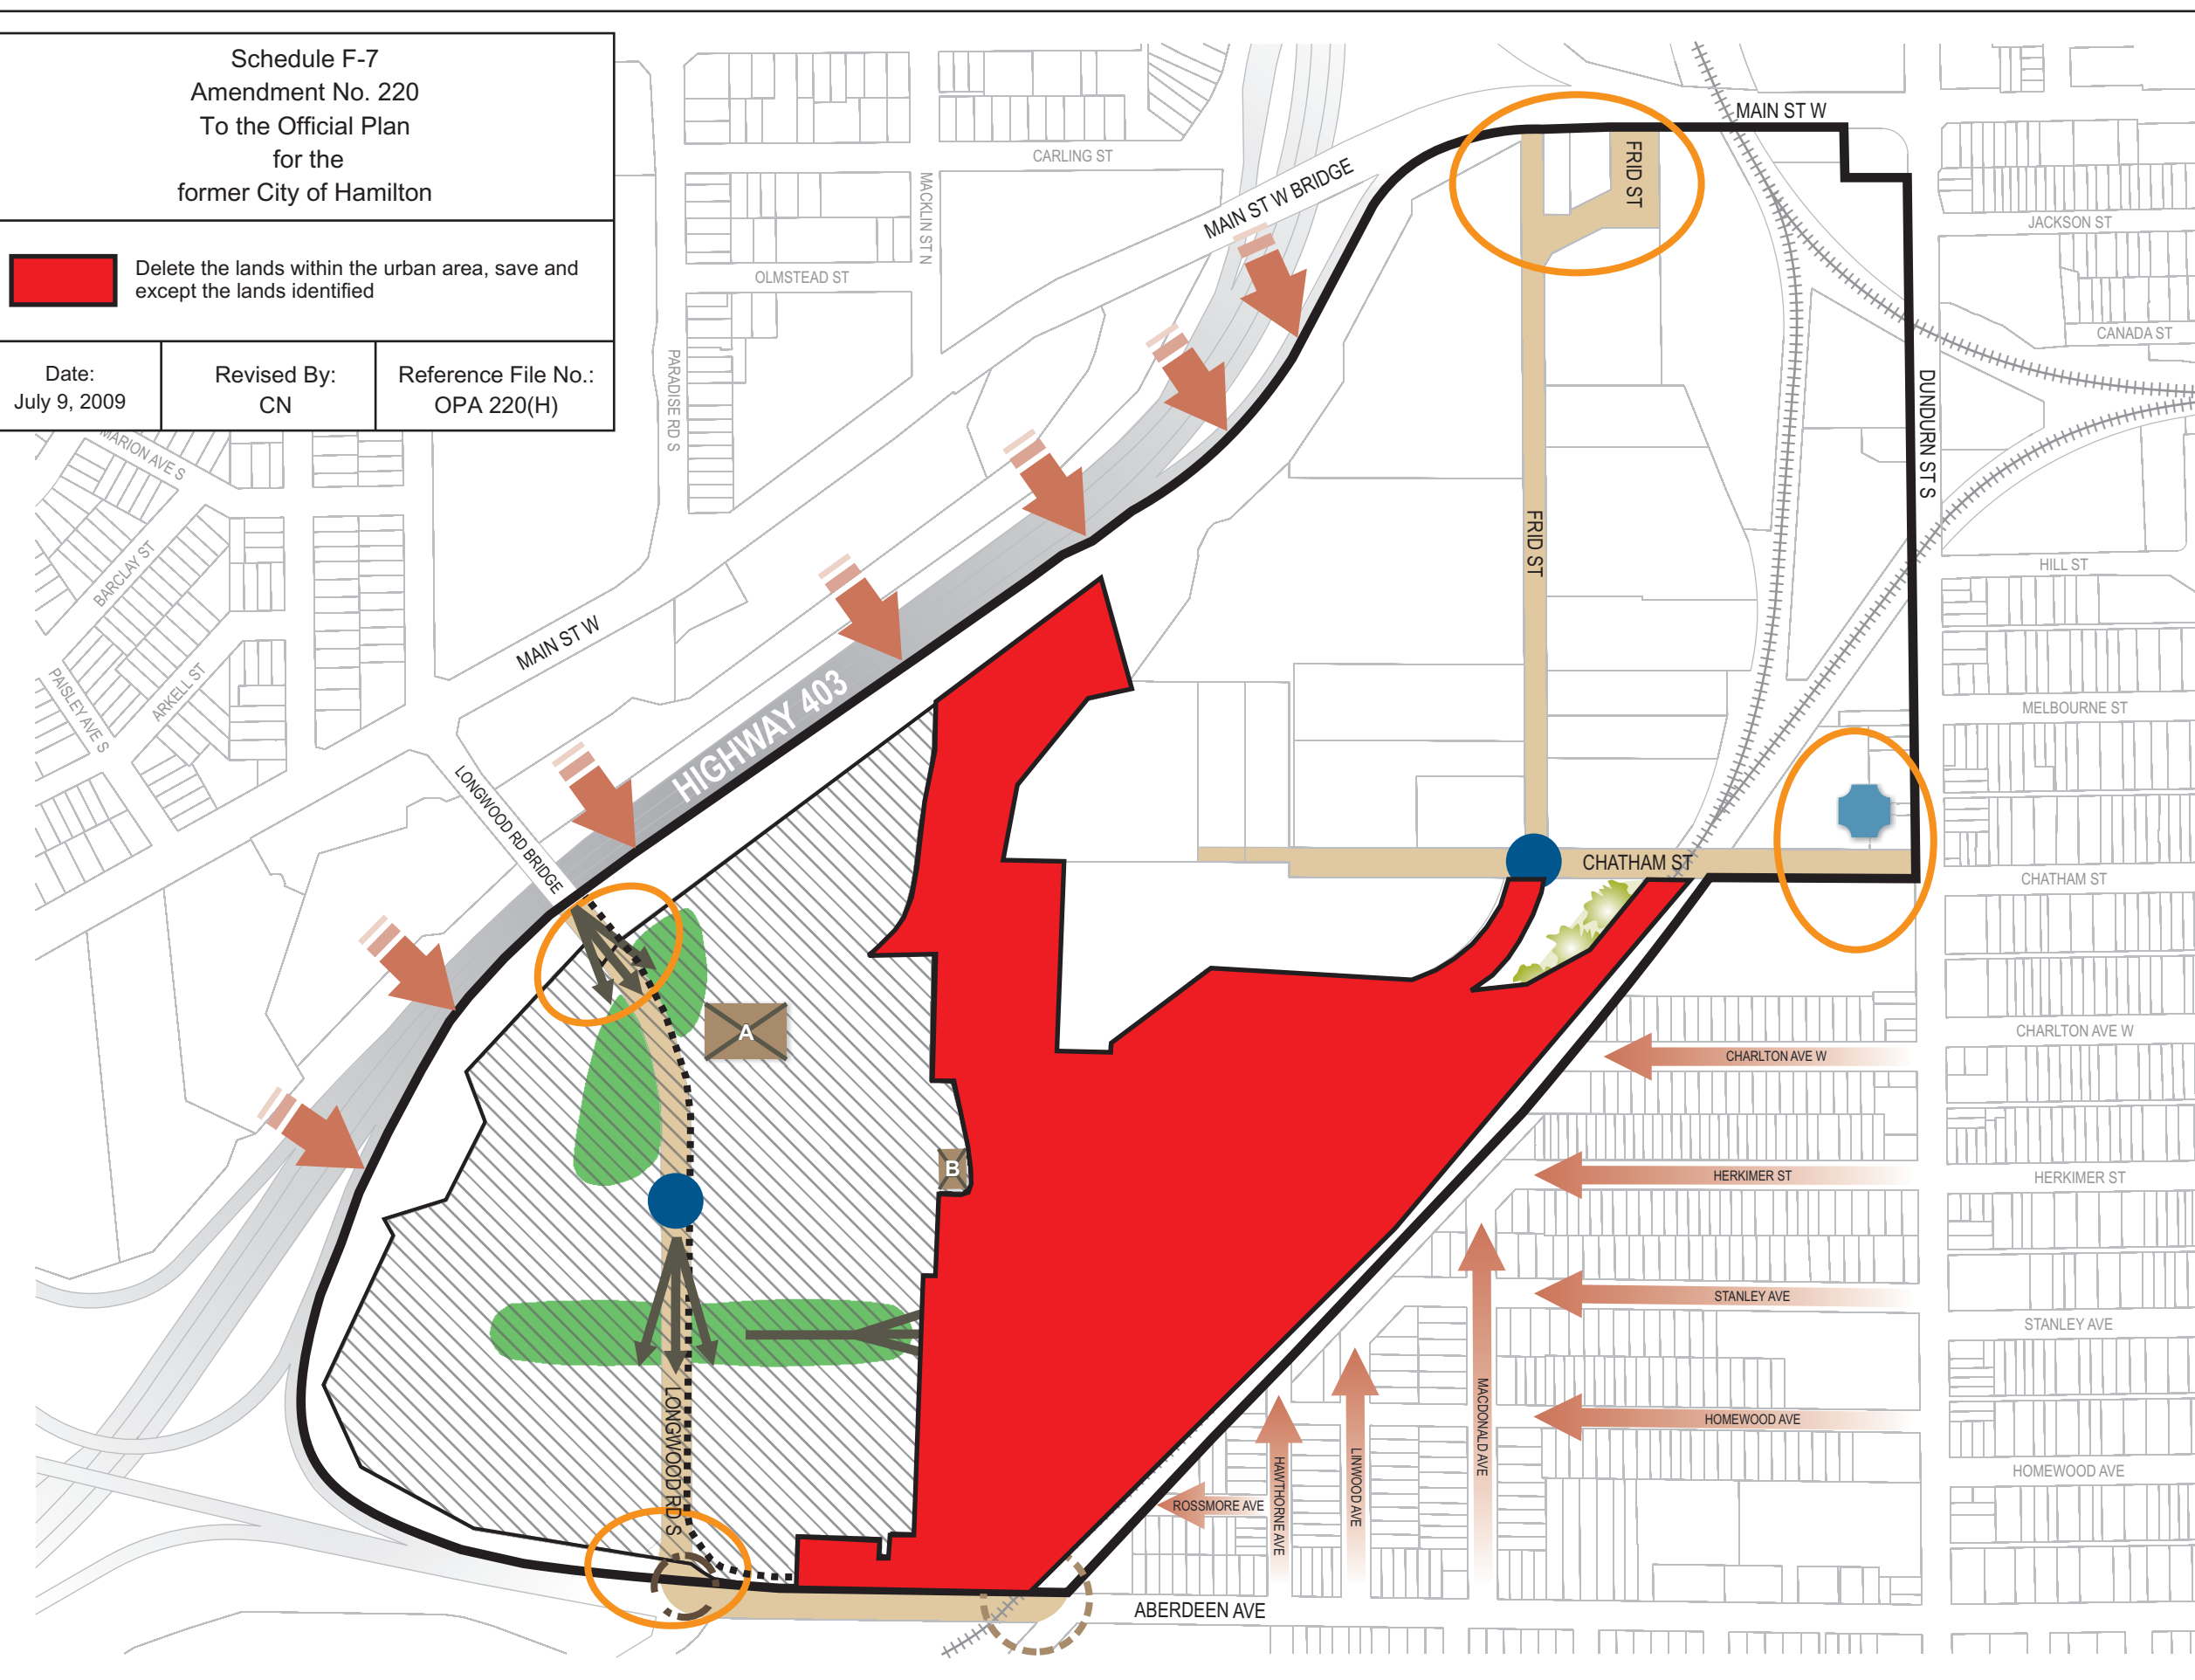 Schedule F-7
Amendment No. 220
To the Official Plan
for the
former City of Hamilton
Delete the lands within the urban area, save and
except the lands identified
Date:
July 9, 2009
Revised By:
CN
Reference File No.:
OPA 220(H)
MAIN ST W
CARLING ST
MACKLIN ST N
MAIN ST W BRIDGE
FRID ST
JACKSON ST
OLMSTEAD ST
CANADA ST
PARADISE RD S
DUNDURN ST S
MARION AVE S
BARCLAY ST
FRID ST
HILL ST
MAIN ST W
ARKELL ST
PAISLEY AVE S
HIGHWAY 403
MELBOURNE ST
LONGWOOD RD BRIDGE
CHATHAM ST
CHATHAM ST
A
CHARLTON AVE W
CHARLTON AVE W
B
HERKIMER ST
HERKIMER ST
STANLEY AVE
STANLEY AVE
MACDONALD AVE
HOMEWOOD AVE
HOMEWOOD AVE
LONGWOOD RD S
LINWOOD AVE
HAWTHORNE AVE
ROSSMORE AVE
ABERDEEN AVE